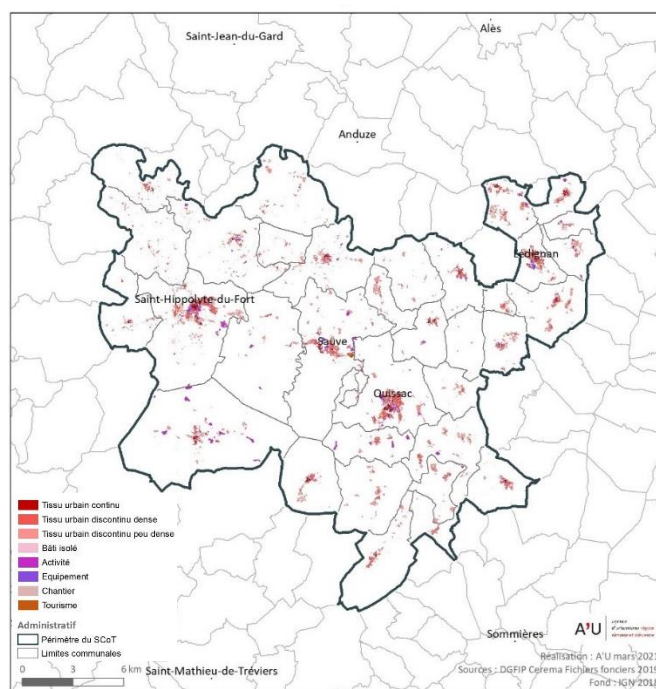 Saint-Jean-du-Gard
Alès
Anduze
Lédignan
Saint-Hippolyte-du-Fort
Sauve
Quissac
Tissu urbain continu
Tissu urbain discontinu dense
Tissu urbain discontinu peu dense
Bâti isolé
Activité
Equipement
Chantier
Tourisme
Administratif
Périmètre du SCoT
Limites communales
0 3 6 km
Saint-Mathieu-de-Tréviers
Sommières
A'U
Réalisation : A'U mars 2021
Sources : DGFIP Cerema Fichiers fonciers 2019
Fond : IGN 2018